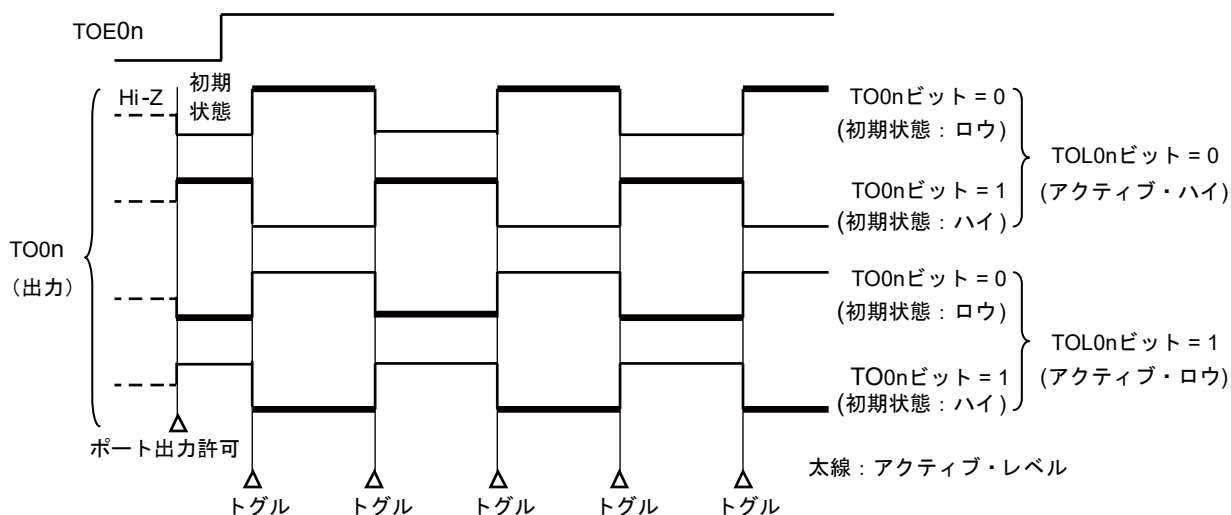 TOE0n
Hi-Z
初期
状態
TO0n
(出力)
TO0nビット = 0
(初期状態：ロウ)
TO0nビット = 1
(初期状態：ハイ)
TOL0nビット = 0
(アクティブ・ハイ)
TO0nビット = 0
(初期状態：ロウ)
TO0nビット = 1
(初期状態：ハイ)
TOL0nビット = 1
(アクティブ・ロウ)
ポート出力許可
太線：アクティブ・レベル
トグル トグル トグル トグル トグル